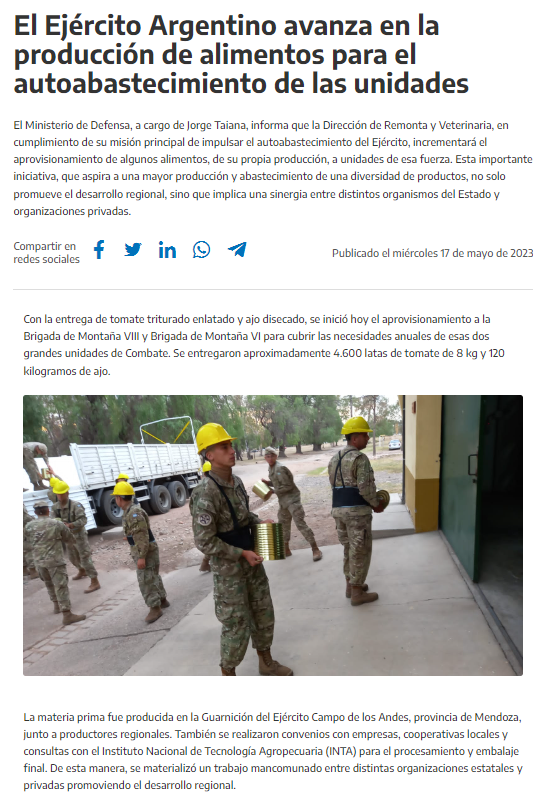 El Ejército Argentino avanza en la
producción de alimentos para el
autoabastecimiento de las unidades
El Ministerio de Defensa, a cargo de Jorge Taiana, informa que la Dirección de Remonta y Veterinaria, en
cumplimiento de su misión principal de impulsar el autoabastecimiento del Ejército, incrementará el
aprovisionamiento de algunos alimentos, de su propia producción, a unidades de esa fuerza. Esta importante
iniciativa, que aspira a una mayor producción y abastecimiento de una diversidad de productos, no solo
promueve el desarrollo regional, sino que implica una sinergia entre distintos organismos del Estado y
organizaciones privadas.
Compartir en
redes sociales
Publicado el miércoles 17 de mayo de 2023
Con la entrega de tomate triturado enlatado y ajo disecado, se inició hoy el aprovisionamiento a la
Brigada de Montaña VIII y Brigada de Montaña VI para cubrir las necesidades anuales de esas dos
grandes unidades de Combate. Se entregaron aproximadamente 4.600 latas de tomate de 8 kg y 120
kilogramos de ajo.
La materia prima fue producida en la Guarnición del Ejército Campo de los Andes, provincia de Mendoza,
junto a productores regionales. También se realizaron convenios con empresas, cooperativas locales y
consultas con el Instituto Nacional de Tecnología Agropecuaria (INTA) para el procesamiento y embalaje
final. De esta manera, se materializó un trabajo mancomunado entre distintas organizaciones estatales y
privadas promoviendo el desarrollo regional.